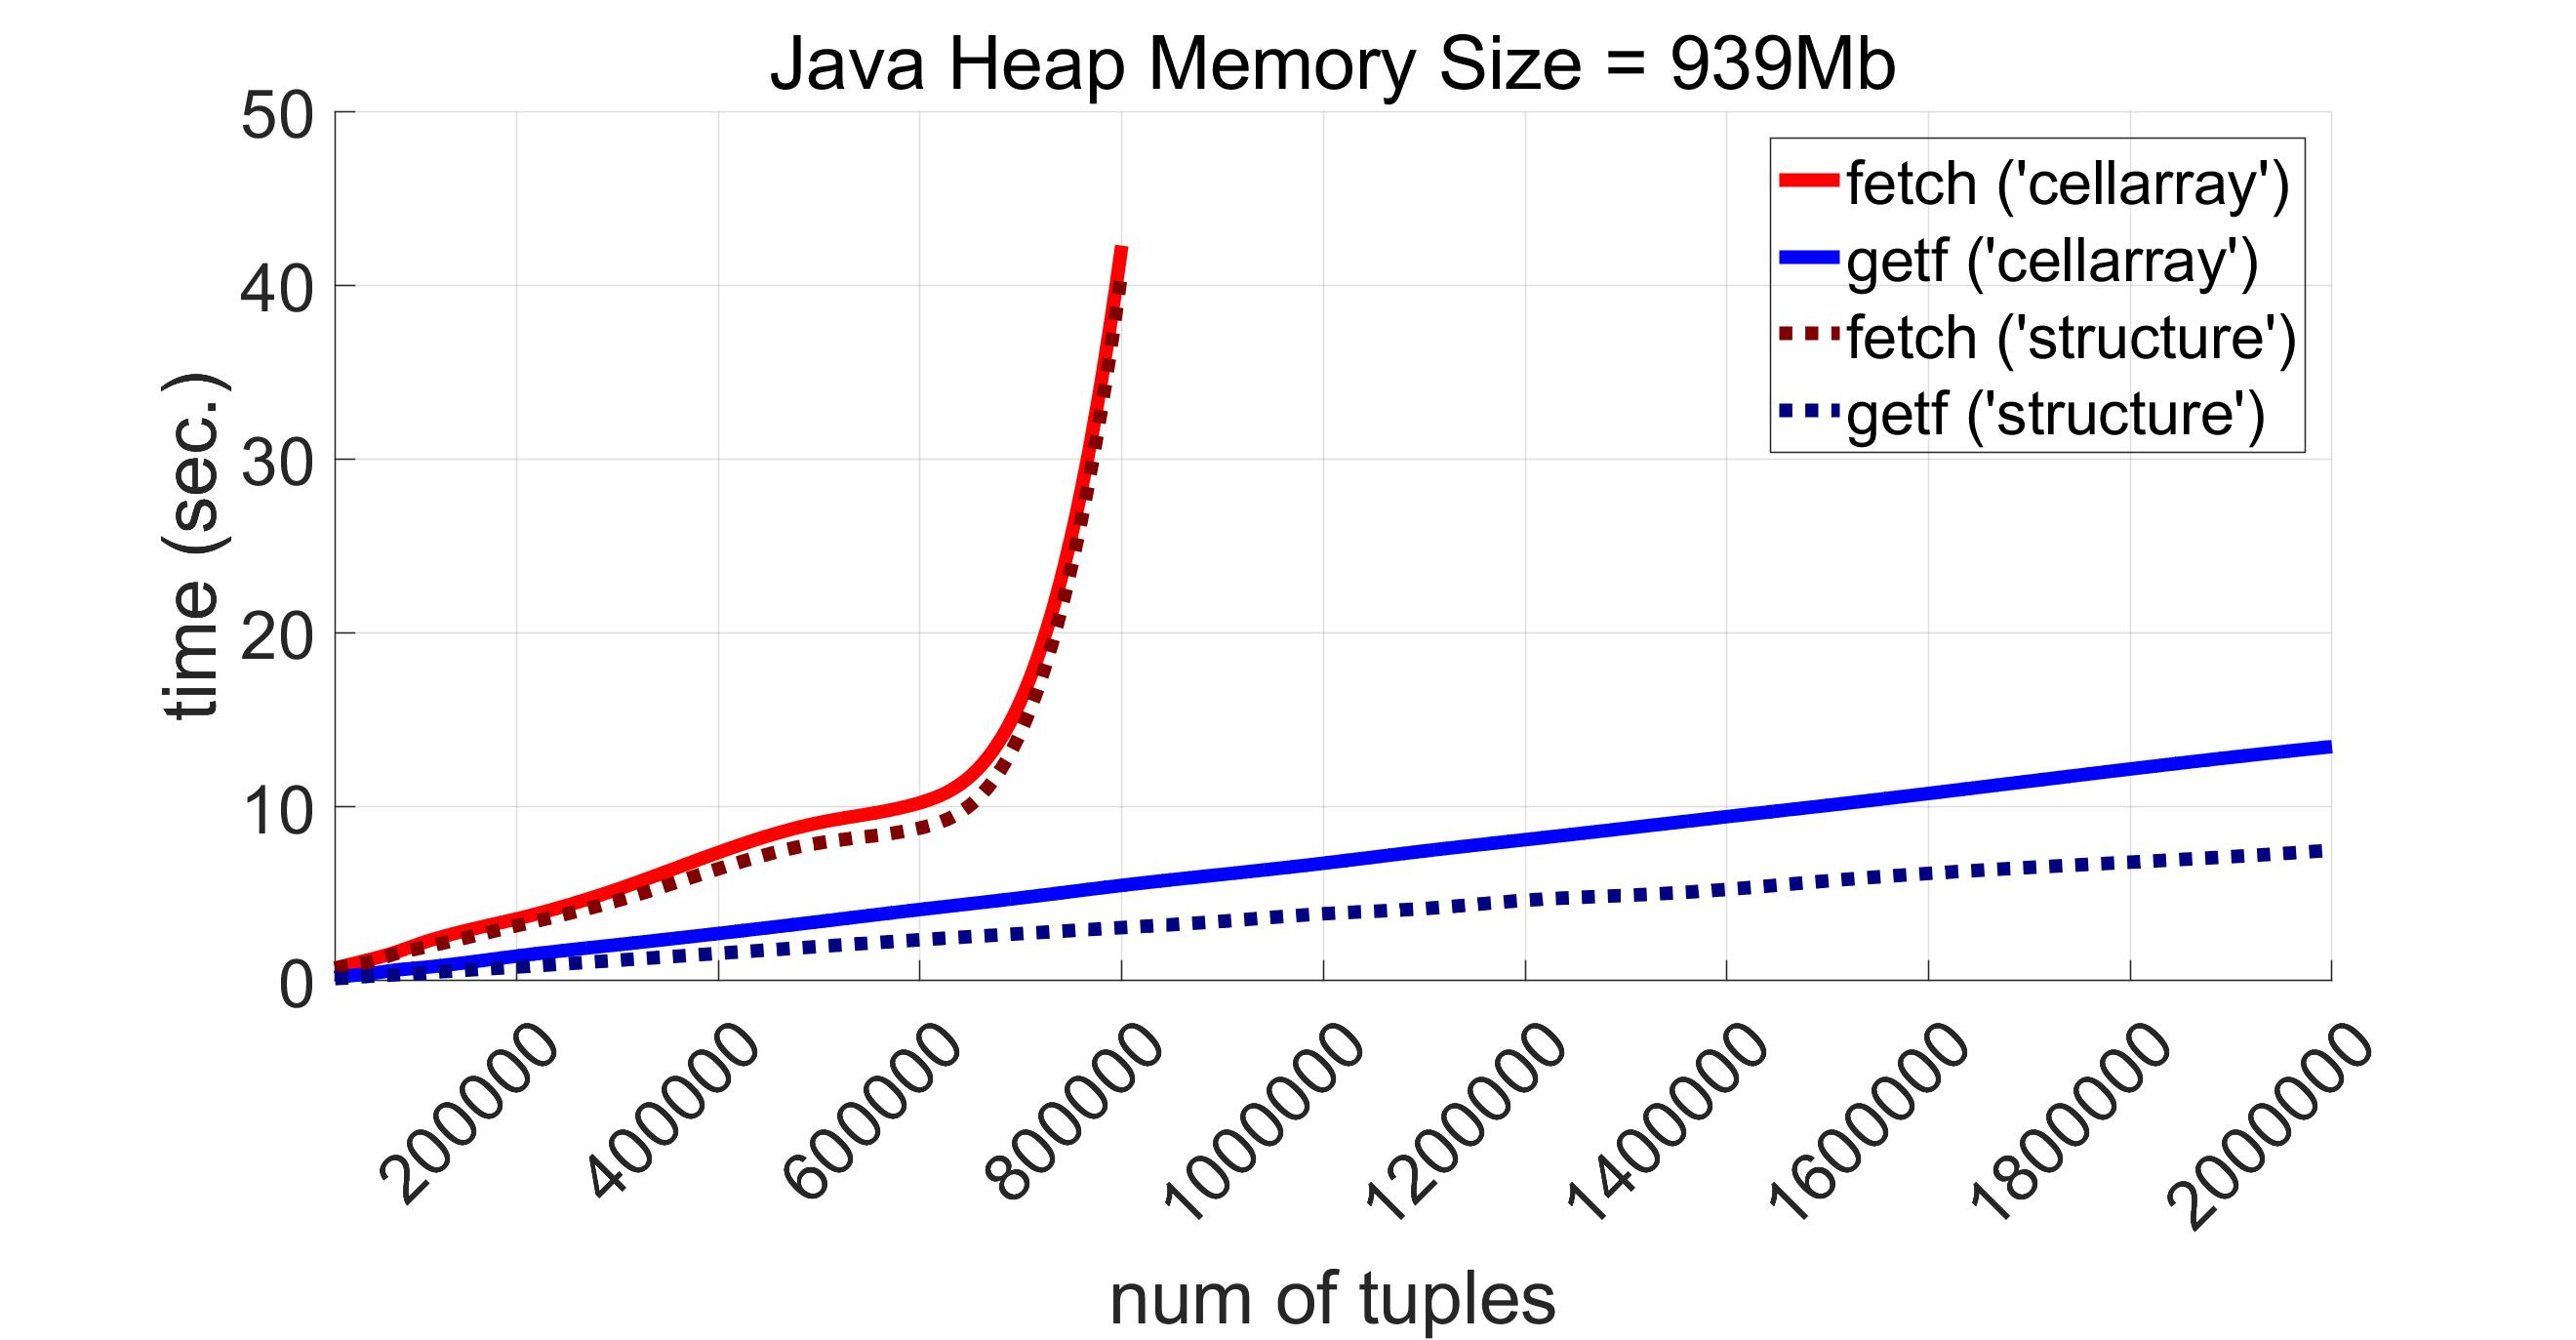 Java Heap Memory Size = 939Mb
50
40
30
20
10
0
time (sec.)
fetch ('cellarray')
getf ('cellarray')
fetch ('structure')
getf ('structure')
200000
400000
600000
800000
1000000
1200000
1400000
1600000
1800000
2000000
num of tuples